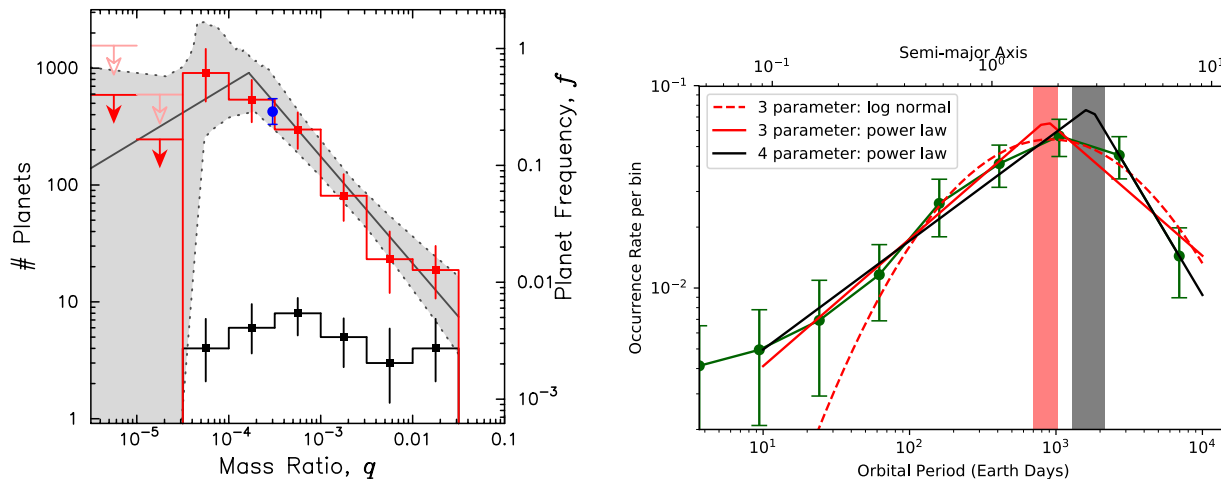 1000
100
10
1
# Planets
10⁻⁵
10⁻⁴
10⁻³
0.01
0.1
Mass Ratio, q
1
0.1
0.01
10⁻³
Planet Frequency, f
Semi-major Axis
10⁻¹
10⁰
10¹
10⁻¹
10⁻²
Occurrence Rate per bin
3 parameter: log normal
3 parameter: power law
4 parameter: power law
10¹
10²
10³
10⁴
Orbital Period (Earth Days)